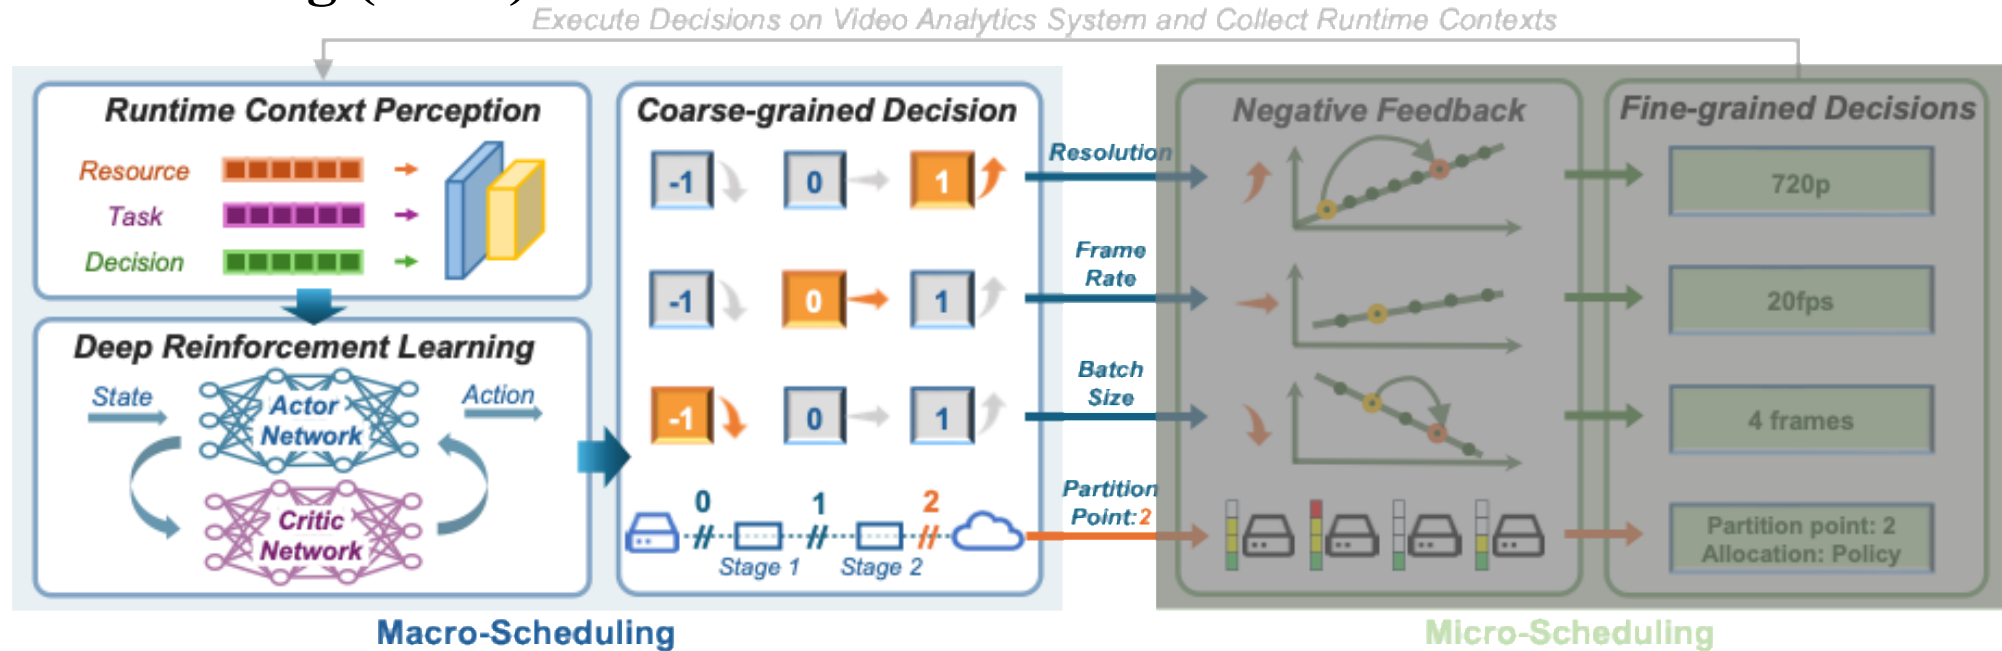 Execute Decisions on Video Analytics System and Collect Runtime Contexts
Runtime Context Perception
Resource
Task
Decision
Deep Reinforcement Learning
State
Actor
Network
Action
Critic
Network
Coarse-grained Decision
-1 0 1
-1 0 1
-1 0 1
0 1 2
Stage 1 Stage 2
Resolution
Frame
Rate
Batch
Size
Partition
Point:2
Negative Feedback
Fine-grained Decisions
720p
20fps
4 frames
Partition point: 2
Allocation: Policy
Macro-Scheduling
Micro-Scheduling